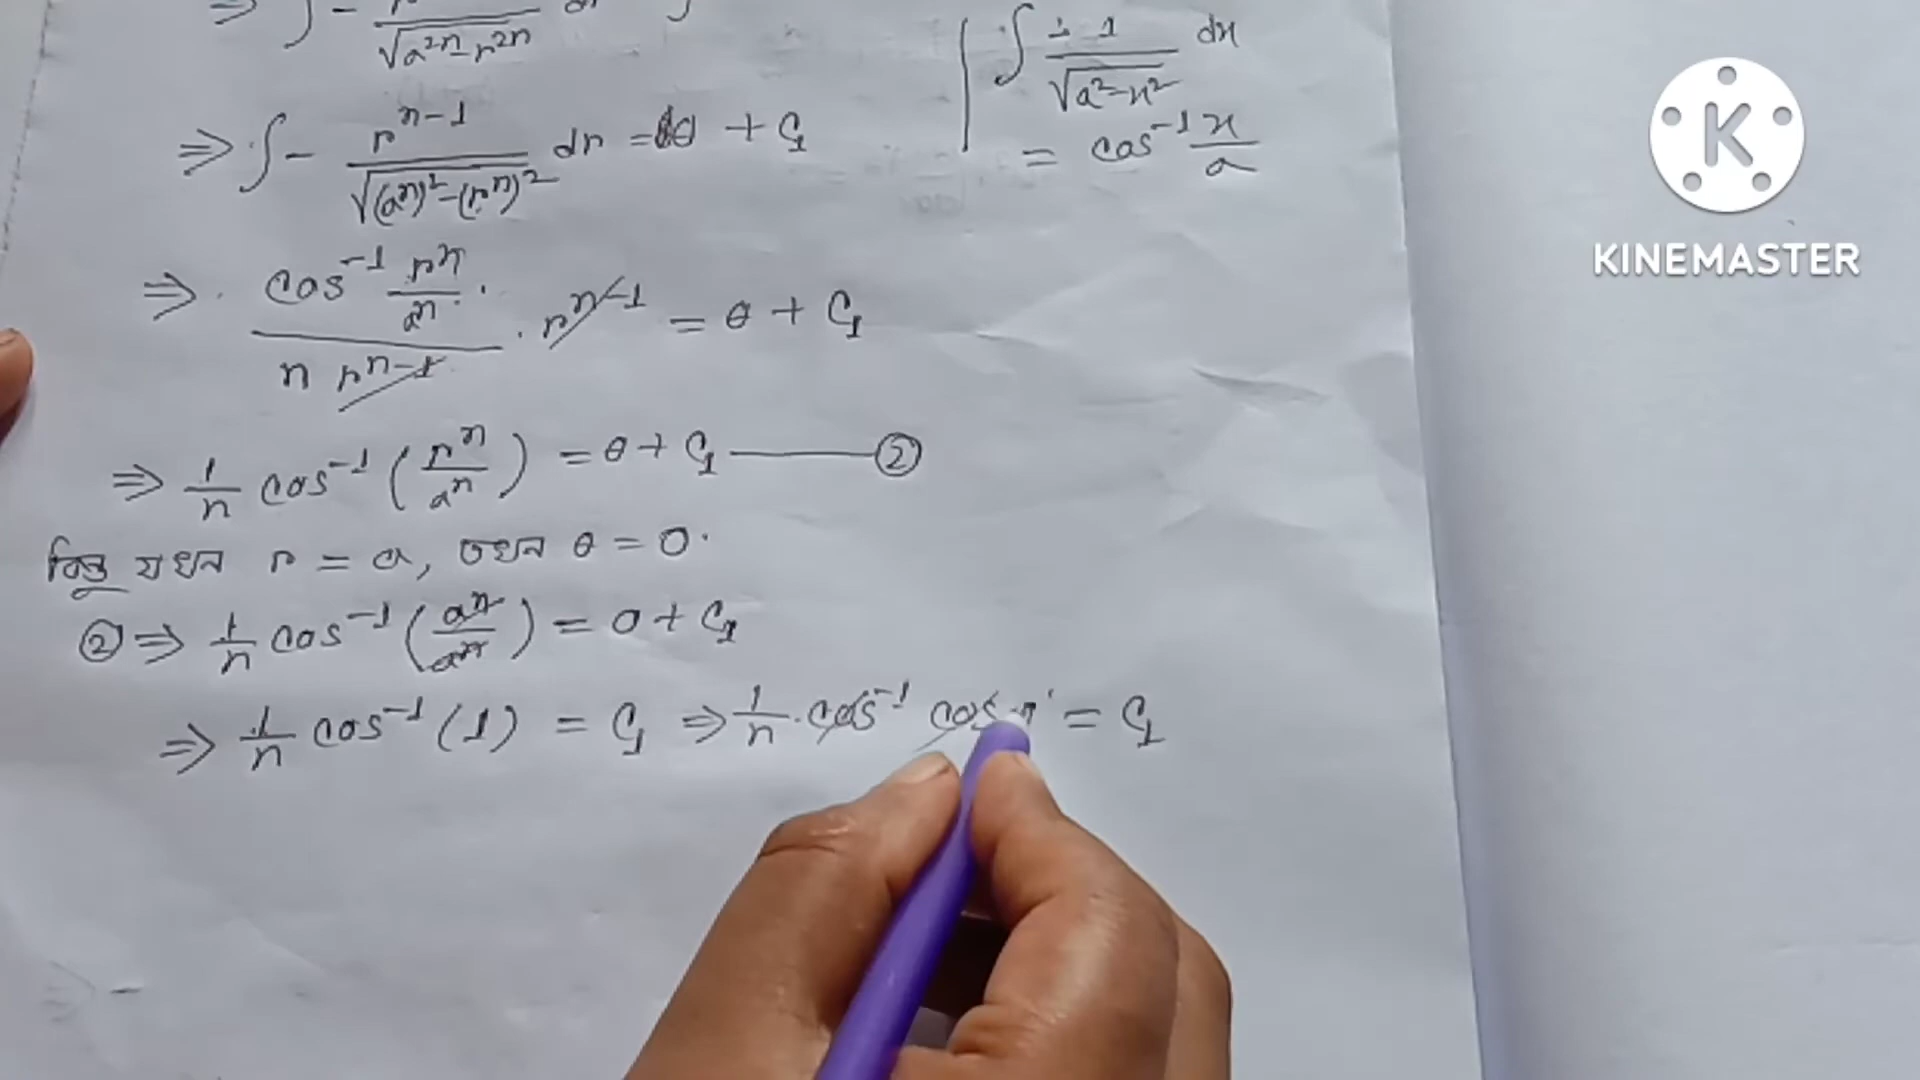 ⇒ ∫ - ―/√(a²ⁿ - r²ⁿ)
⇒ ∫ - rⁿ⁻¹/√((aⁿ)² - (rⁿ)²) dr = θ + C₁
∫ - 1/√(a² - x²) dx
= cos⁻¹ x/a
⇒ (cos⁻¹ rⁿ/aⁿ)/(n rⁿ⁻¹) · rⁿ⁻¹ = θ + C₁
⇒ 1/n cos⁻¹ (rⁿ/aⁿ) = θ + C₁ —— ②
কিন্তু যখন r = a, তখন θ = 0.
② ⇒ 1/n cos⁻¹ (aⁿ/aⁿ) = 0 + C₁
⇒ 1/n cos⁻¹ (1) = C₁ ⇒ 1/n · cos⁻¹ cos = C₁
⇒ -
K
KINEMASTER